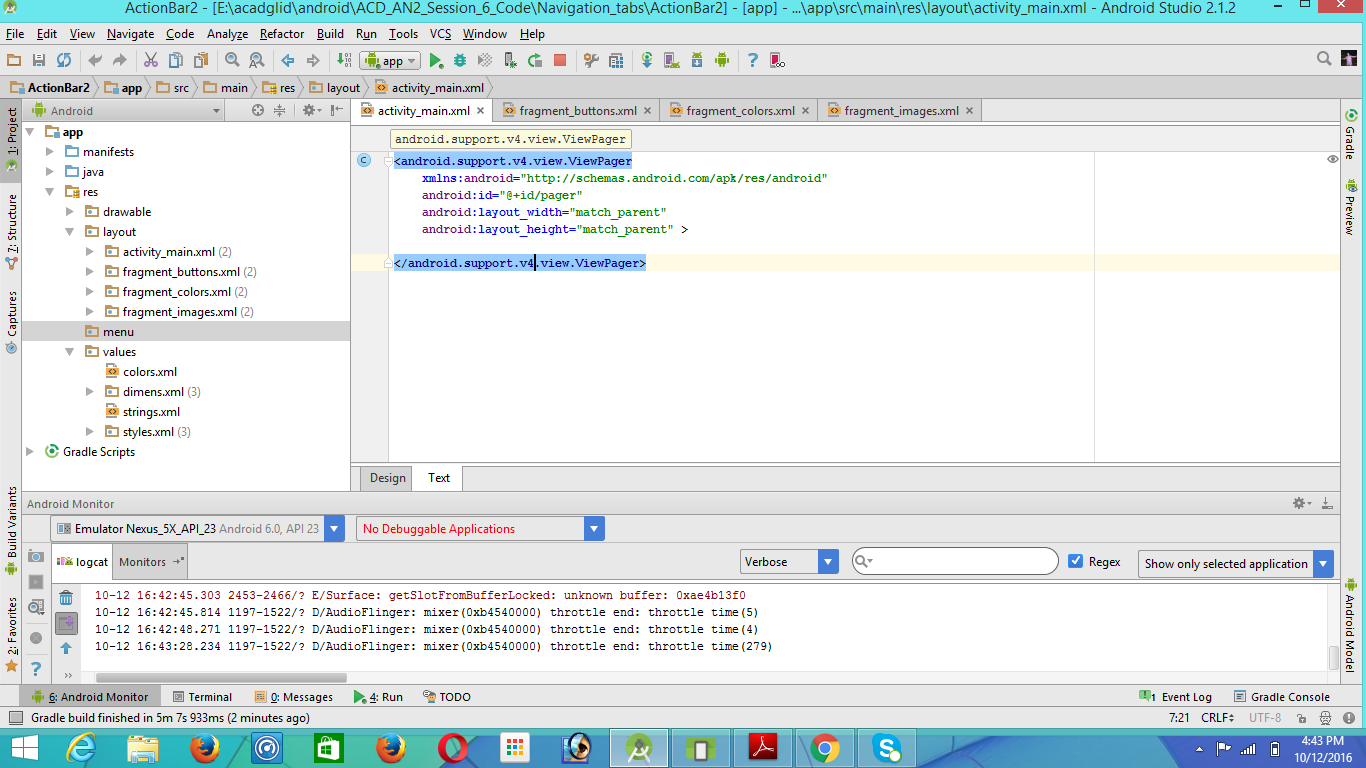 ActionBar2 - [E:\acadglid\android\ACD_AN2_Session_6_Code\Navigation_tabs\ActionBar2] - [app] - ...\app\src\main\res\layout\activity_main.xml - Android Studio 2.1.2
File Edit View Navigate Code Analyze Refactor Build Run Tools VCS Window Help
app
ActionBar2 app src main res layout activity_main.xml
1: Project
7: Structure
Captures
Build Variants
2: Favorites
Android
app
manifests
java
res
drawable
layout
activity_main.xml (2)
fragment_buttons.xml (2)
fragment_colors.xml (2)
fragment_images.xml (2)
menu
values
colors.xml
dimens.xml (3)
strings.xml
styles.xml (3)
Gradle Scripts
activity_main.xml fragment_buttons.xml fragment_colors.xml fragment_images.xml
android.support.v4.view.ViewPager
<android.support.v4.view.ViewPager
xmlns:android="http://schemas.android.com/apk/res/android"
android:id="@+id/pager"
android:layout_width="match_parent"
android:layout_height="match_parent" >
</android.support.v4.view.ViewPager>
Design Text
Gradle
Preview
Android Model
Android Monitor
Emulator Nexus_5X_API_23 Android 6.0, API 23 No Debuggable Applications
logcat Monitors Verbose Regex Show only selected application
10-12 16:42:45.303 2453-2466/? E/Surface: getSlotFromBufferLocked: unknown buffer: 0xae4b13f0
10-12 16:42:45.814 1197-1522/? D/AudioFlinger: mixer(0xb4540000) throttle end: throttle time(5)
10-12 16:42:48.271 1197-1522/? D/AudioFlinger: mixer(0xb4540000) throttle end: throttle time(4)
10-12 16:43:28.234 1197-1522/? D/AudioFlinger: mixer(0xb4540000) throttle end: throttle time(279)
6: Android Monitor Terminal 0: Messages 4: Run TODO 1 Event Log Gradle Console
Gradle build finished in 5m 7s 933ms (2 minutes ago) 7:21 CRLF UTF-8
4:43 PM
10/12/2016